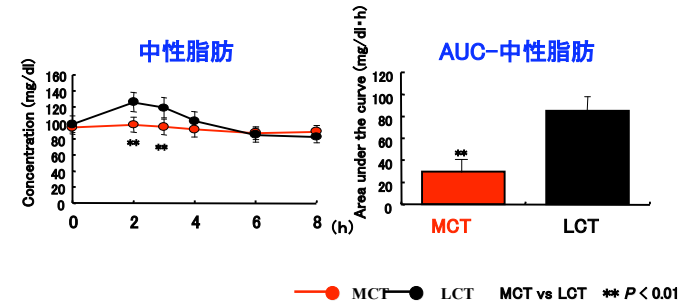 中性脂肪
Concentration (mg/dl)
160
140
120
100
80
60
40
20
0
**
**
0 2 4 6 8 (h)
AUC-中性脂肪
Area under the curve (mg/dl・h)
120
100
80
60
40
20
0
**
MCT LCT
MCT LCT MCT vs LCT ** P < 0.01